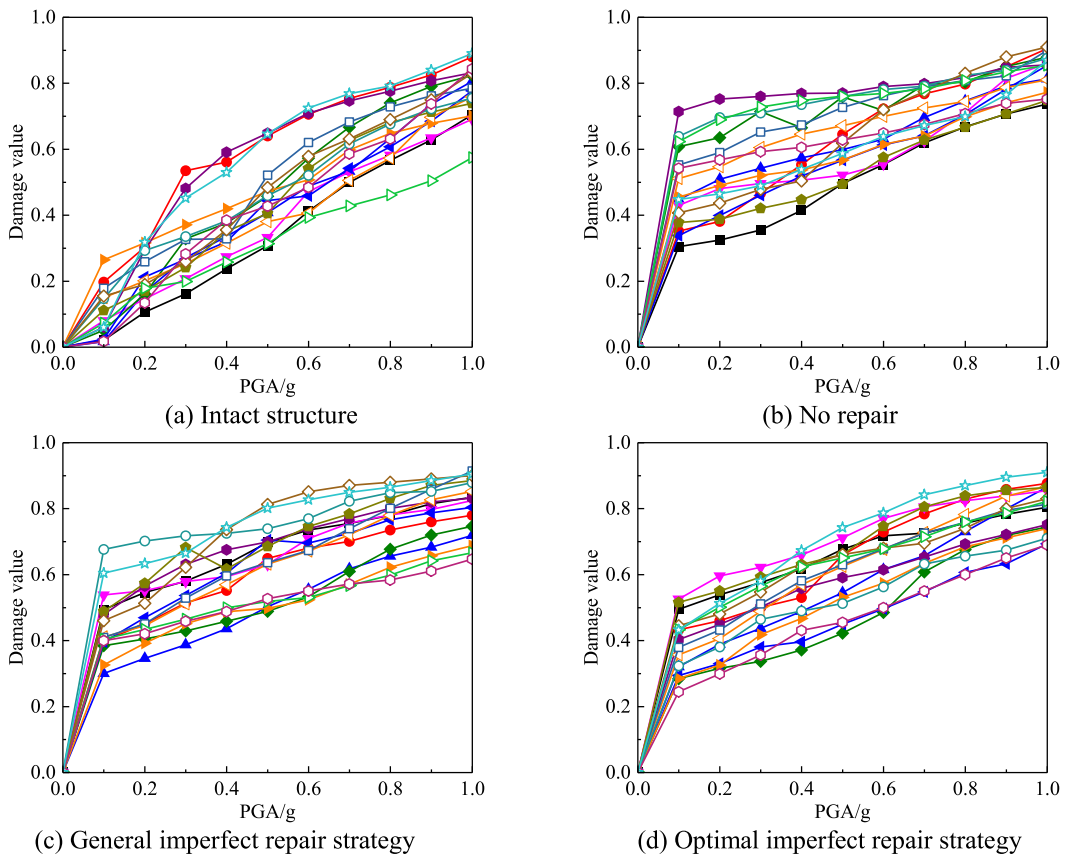 1.0
0.8
0.6
0.4
0.2
0.0
Damage value
0.0 0.2 0.4 0.6 0.8 1.0
PGA/g
(a) Intact structure
1.0
0.8
0.6
0.4
0.2
0.0
Damage value
0.0 0.2 0.4 0.6 0.8 1.0
PGA/g
(b) No repair
1.0
0.8
0.6
0.4
0.2
0.0
Damage value
0.0 0.2 0.4 0.6 0.8 1.0
PGA/g
(c) General imperfect repair strategy
1.0
0.8
0.6
0.4
0.2
0.0
Damage value
0.0 0.2 0.4 0.6 0.8 1.0
PGA/g
(d) Optimal imperfect repair strategy